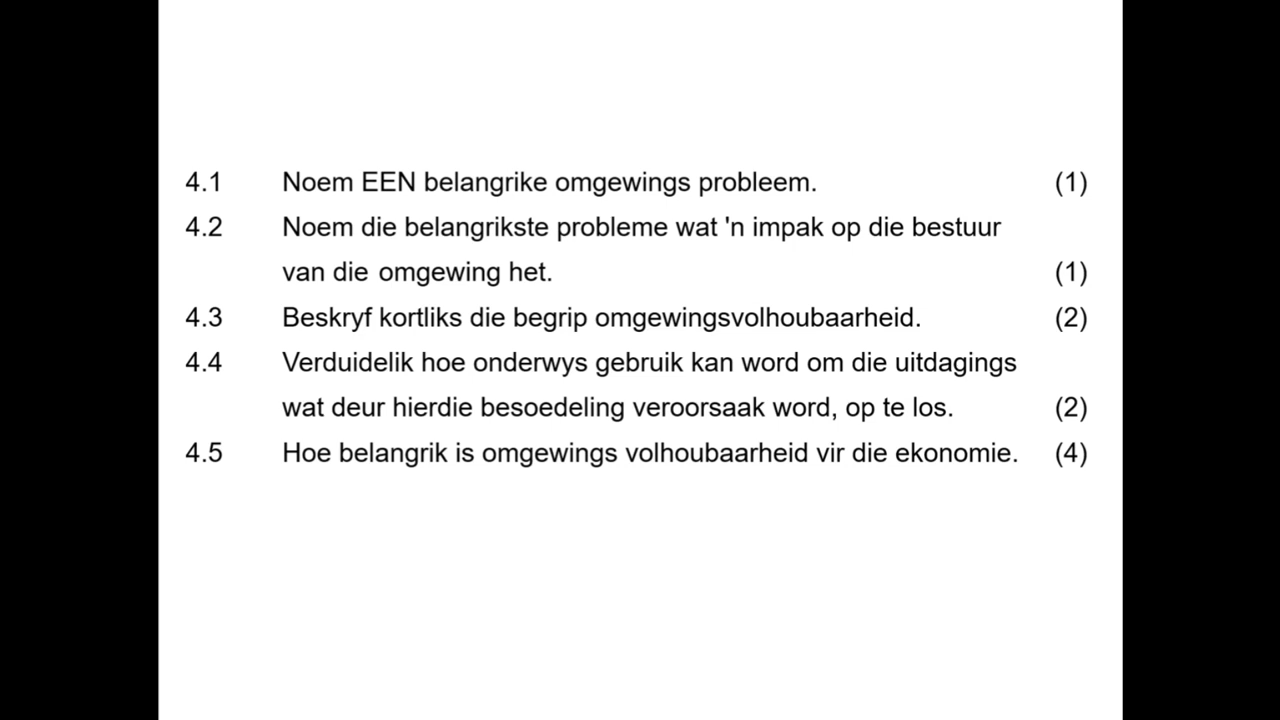 4.1 Noem EEN belangrike omgewings probleem. (1)
4.2 Noem die belangrikste probleme wat 'n impak op die bestuur
van die omgewing het. (1)
4.3 Beskryf kortliks die begrip omgewingsvolhoubaarheid. (2)
4.4 Verduidelik hoe onderwys gebruik kan word om die uitdagings
wat deur hierdie besoedeling veroorsaak word, op te los. (2)
4.5 Hoe belangrik is omgewings volhoubaarheid vir die ekonomie. (4)